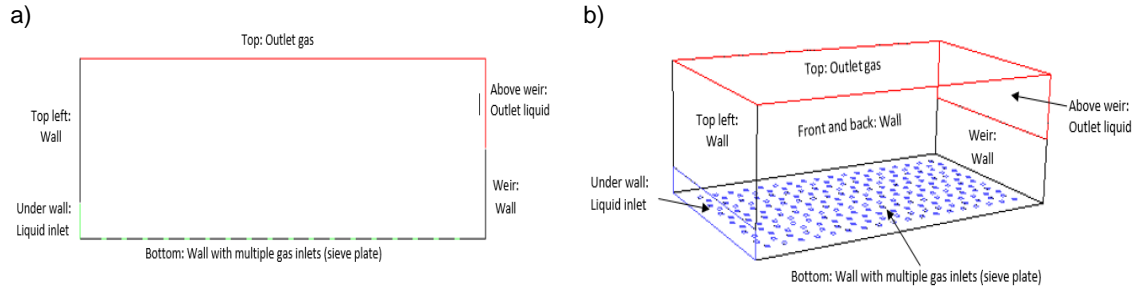 a)
Top: Outlet gas
Top left:
Wall
Above weir:
Outlet liquid
Under wall:
Liquid inlet
Weir:
Wall
Bottom: Wall with multiple gas inlets (sieve plate)
b)
Top: Outlet gas
Above weir:
Outlet liquid
Top left:
Wall
Front and back: Wall
Weir:
Wall
Under wall:
Liquid inlet
Bottom: Wall with multiple gas inlets (sieve plate)